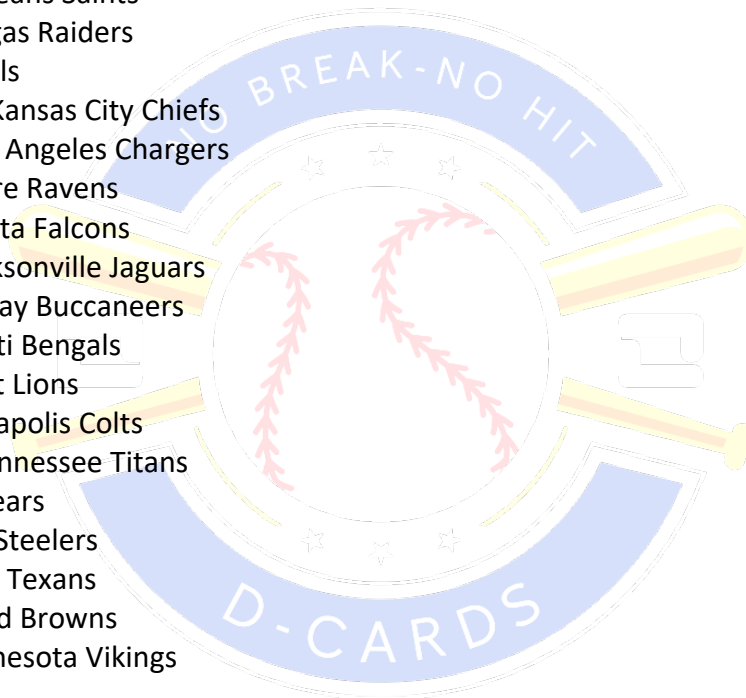 eans Saints
gas Raiders
ls
Kansas City Chiefs
Angeles Chargers
re Ravens
ta Falcons
ksonville Jaguars
ay Buccaneers
ti Bengals
t Lions
apolis Colts
nnessee Titans
ears
Steelers
Texans
d Browns
nesota Vikings
NO BREAK-NO HIT
D-CARDS